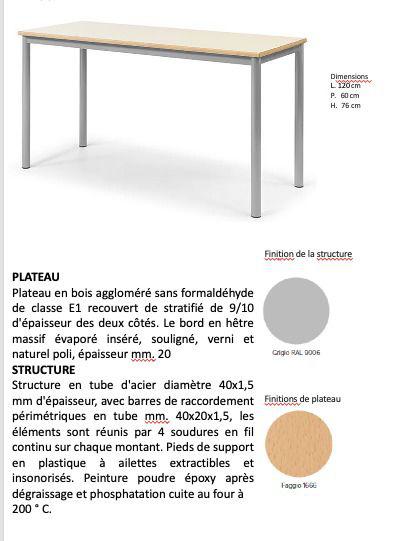 Dimensions
L. 120 cm
P. 60 cm
H. 76 cm
Finition de la structure
PLATEAU
Plateau en bois aggloméré sans formaldéhyde
de classe E1 recouvert de stratifié de 9/10
d'épaisseur des deux côtés. Le bord en hêtre
massif évaporé inséré, souligné, verni et
naturel poli, épaisseur mm. 20
Grigio RAL 9006
STRUCTURE
Structure en tube d'acier diamètre 40x1,5
mm d'épaisseur, avec barres de raccordement
périmétriques en tube mm. 40x20x1,5, les
éléments sont réunis par 4 soudures en fil
continu sur chaque montant. Pieds de support
en plastique à ailettes extractibles et
insonorisés. Peinture poudre époxy après
dégraissage et phosphatation cuite au four à
200 ° C.
Finitions de plateau
Faggio 1666